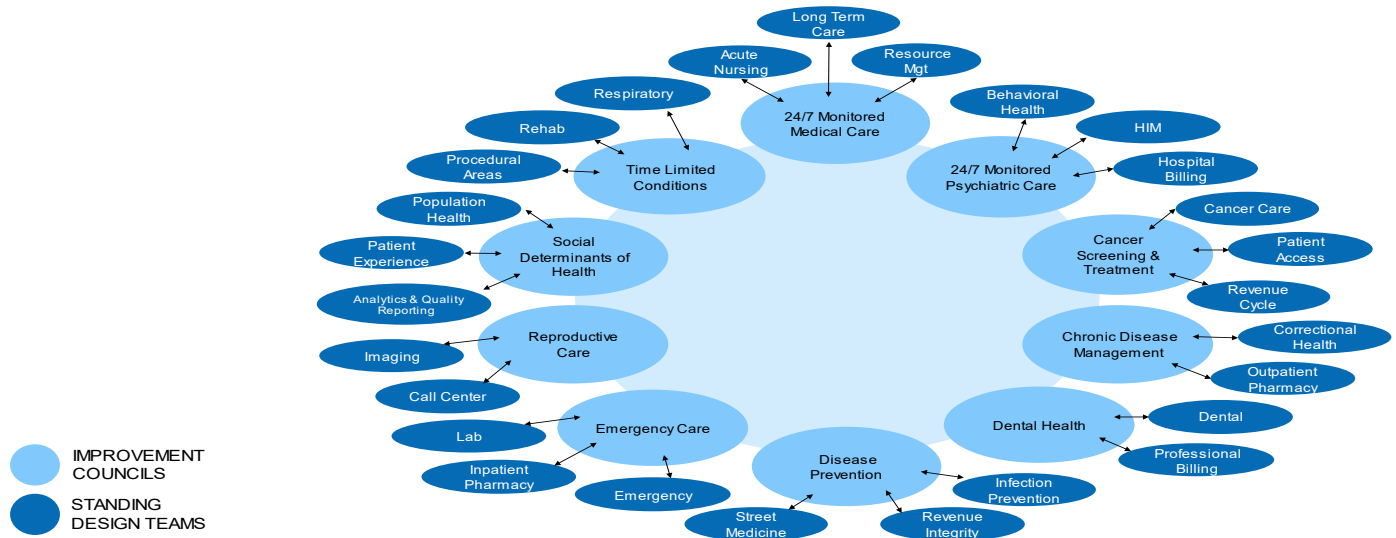 Long Term
Care
Acute
Nursing
Resource
Mgt
Respiratory
24/7 Monitored
Medical Care
Behavioral
Health
Rehab
HIM
Procedural
Areas
Time Limited
Conditions
24/7 Monitored
Psychiatric Care
Hospital
Billing
Population
Health
Cancer Care
Patient
Experience
Social
Determinants of
Health
Cancer
Screening &
Treatment
Patient
Access
Analytics & Quality
Reporting
Revenue
Cycle
Imaging
Reproductive
Care
Chronic Disease
Management
Correctional
Health
Call Center
Outpatient
Pharmacy
Lab
Emergency Care
Dental Health
Dental
Inpatient
Pharmacy
Disease
Prevention
Professional
Billing
Emergency
Infection
Prevention
Street
Medicine
Revenue
Integrity
IMPROVEMENT
COUNCILS
STANDING
DESIGN TEAMS